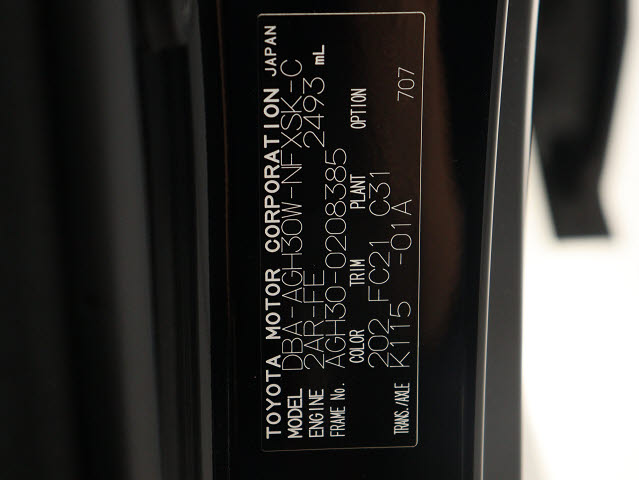 TOYOTA MOTOR CORPORATION JAPAN
MODEL DBA-AGH30W-NFXSK-C
ENGINE 2AR-FE 2493 mL
FRAME No. AGH30-0208385
COLOR TRIM PLANT OPTION
202 FC21 C31
TRANS./AXLE K115 -01A 707